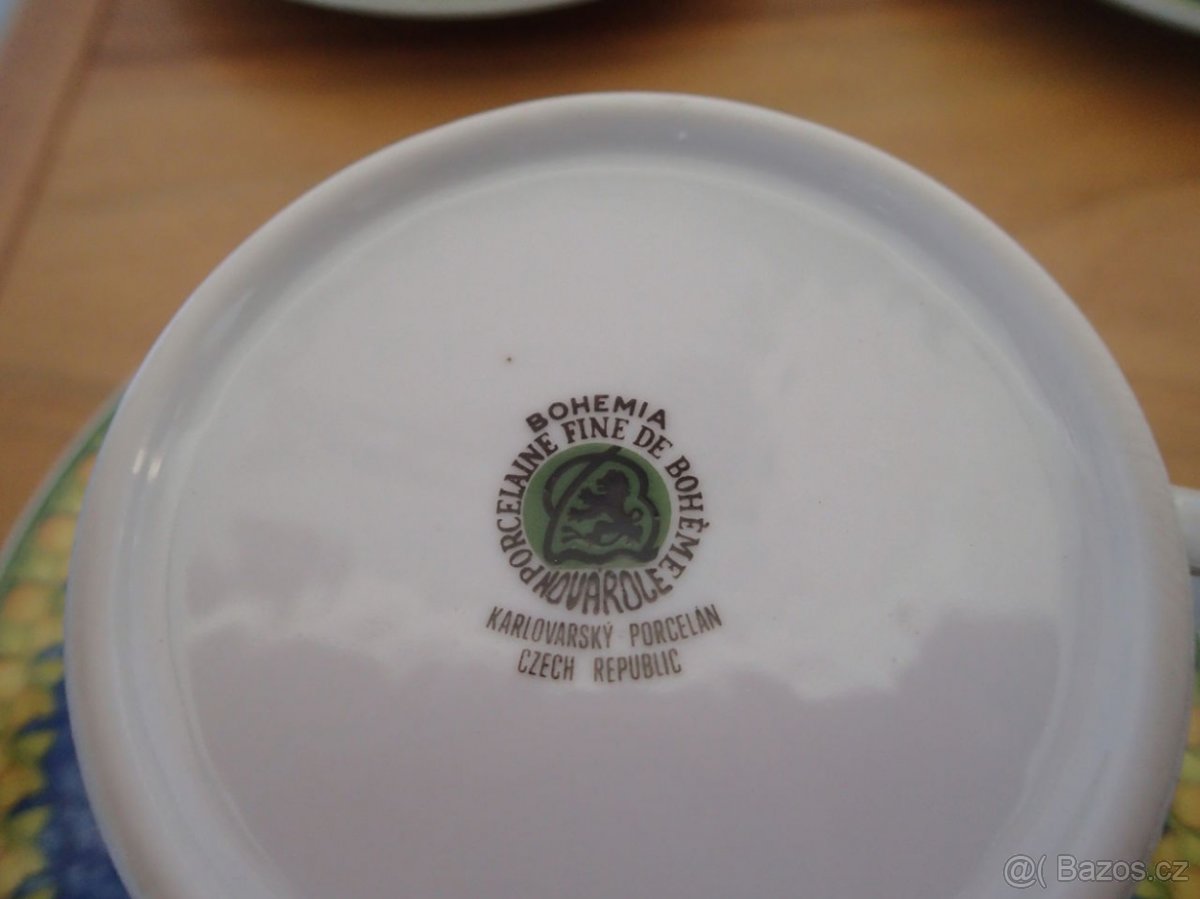 BOHEMIA
PORCELAINE FINE DE BOHÊME
NOVÁ ROLE
KARLOVARSKÝ PORCELÁN
CZECH REPUBLIC
@( Bazos.cz